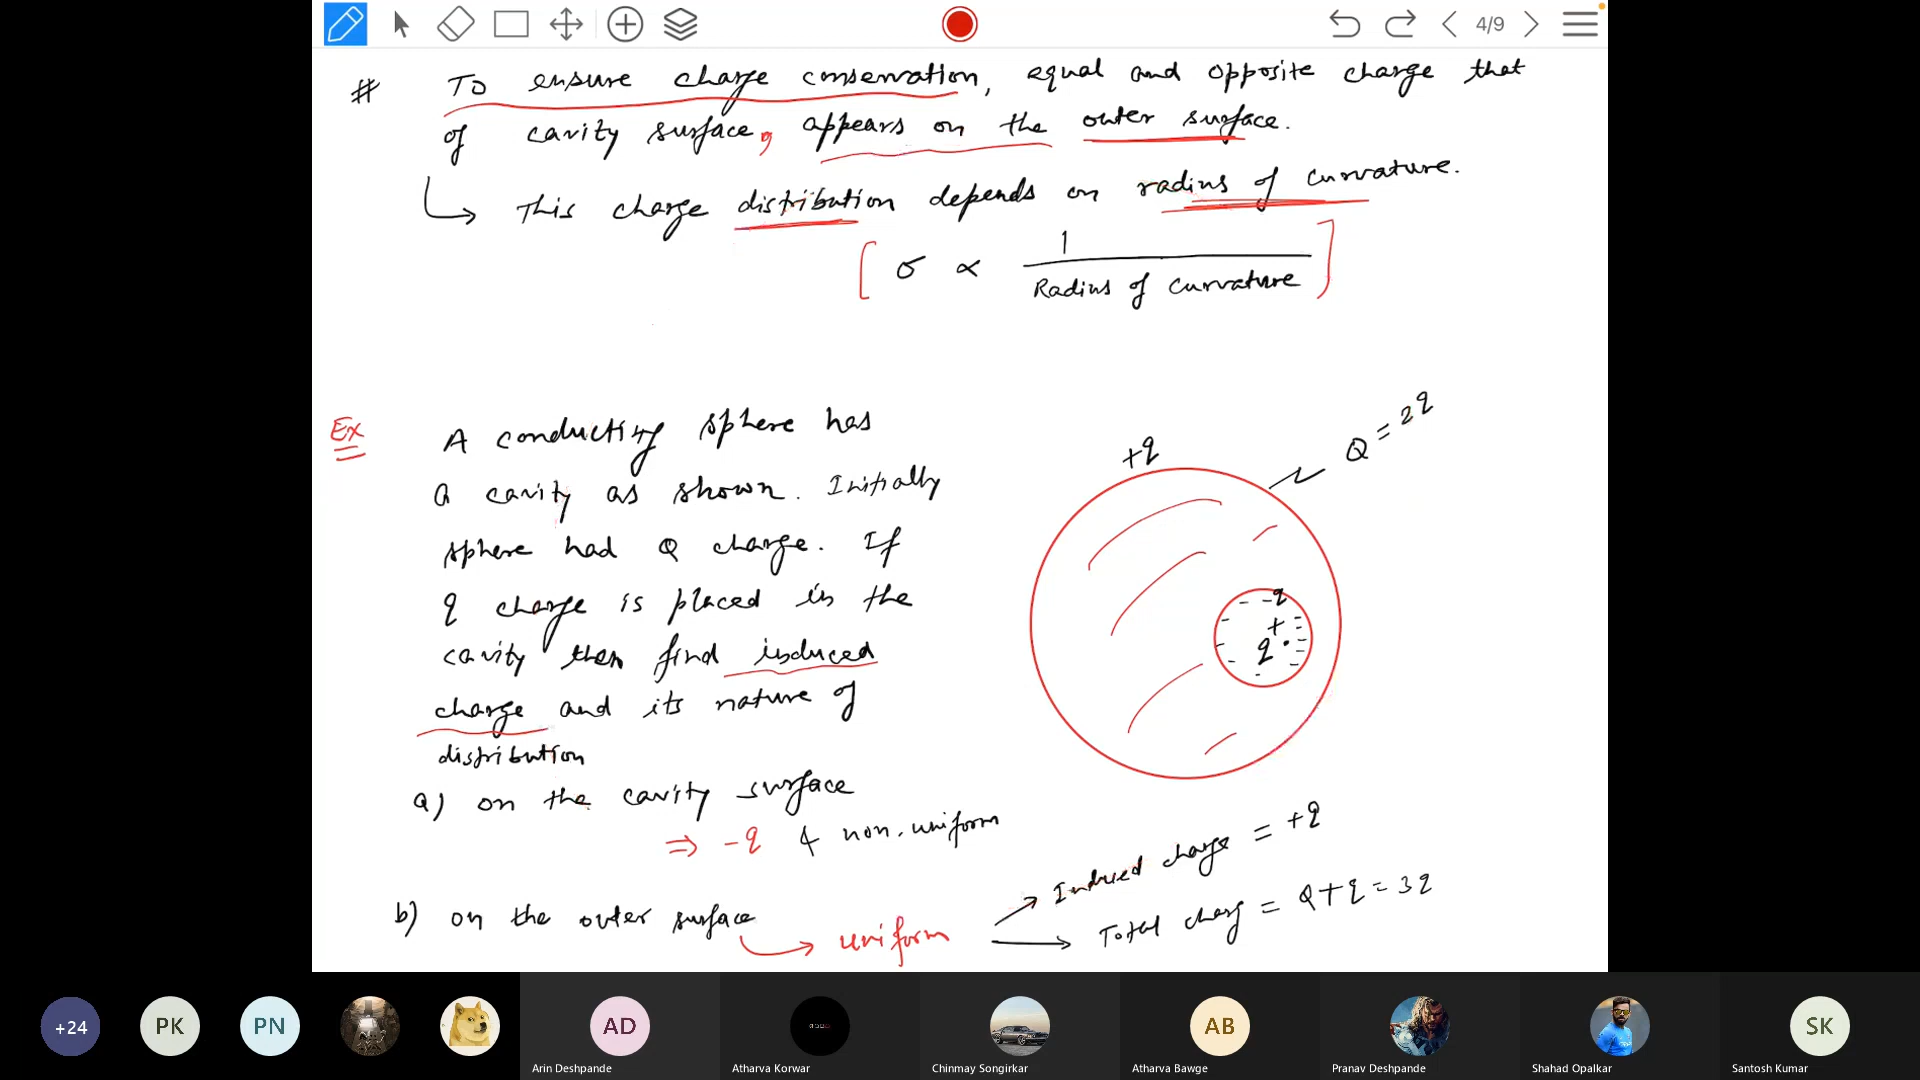 4/9
# To ensure charge conservation, equal and opposite charge that
of cavity surface, appears on the outer surface.
↳ This charge distribution depends on radius of curvature.
[ σ ∝ 1 / Radius of curvature ]
Ex
A conducting sphere has
a cavity as shown. Initially
sphere had Q charge. If
q charge is placed in the
cavity then find induced
charge and its nature of
distribution
a) on the cavity surface
⇒ -q & non-uniform
b) on the outer surface
→ uniform
→ Induced charge = +q
→ Total charg = Q+q = 3q
+q
Q = 2q
-q
+
q
+24
PK
PN
AD
AB
SK
Arin Deshpande
Atharva Korwar
Chinmay Songirkar
Atharva Bawge
Pranav Deshpande
Shahad Opalkar
Santosh Kumar